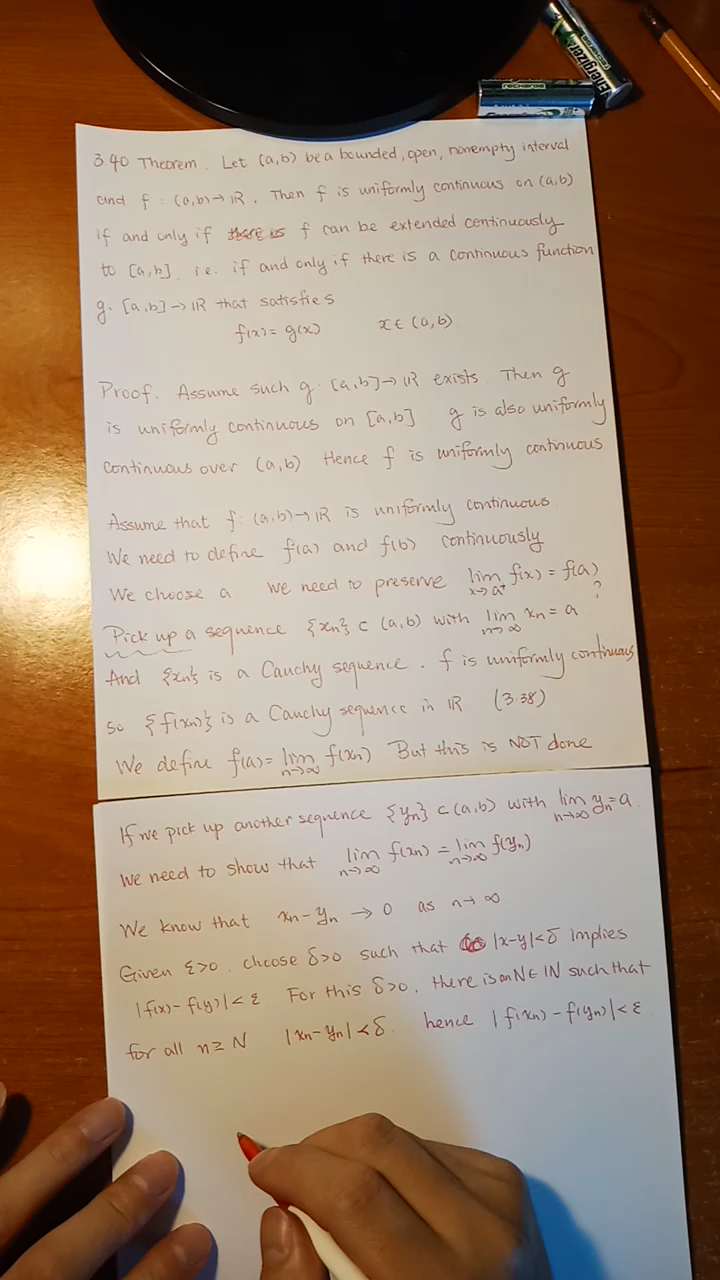 energizer
recharge
recharge
3.40 Theorem. Let (a,b) be a bounded, open, nonempty interval
and f : (a,b) → ℝ. Then f is uniformly continuous on (a,b)
if and only if f can be extended continuously
to [a,b]. i.e. if and only if there is a continuous function
g: [a,b] → ℝ that satisfies
f(x) = g(x) x ∈ (a,b)
Proof. Assume such g: [a,b] → ℝ exists Then g
is uniformly continuous on [a,b] g is also uniformly
continuous over (a,b) Hence f is uniformly continuous
Assume that f: (a,b) → ℝ is uniformly continuous.
We need to define f(a) and f(b) continuously
We choose a we need to preserve lim x→a⁺ f(x) = f(a)
?
Pick up a sequence {xn} ⊂ (a,b) with lim n→∞ xn = a
And {xn} is a Cauchy sequence. f is uniformly continuous
so {f(xn)} is a Cauchy sequence in ℝ (3.38)
We define f(a) = lim n→∞ f(xn) But this is NOT done
If we pick up another sequence {yn} ⊂ (a,b) with lim n→∞ yn = a
We need to show that lim n→∞ f(xn) = lim n→∞ f(yn)
We know that xn - yn → 0 as n → ∞
Given ε>0, choose δ>0 such that |x-y|<δ implies
|f(x) - f(y)| < ε For this δ>0, there is an N ∈ ℕ such that
for all n ≥ N |xn - yn| < δ. hence |f(xn) - f(yn)| < ε